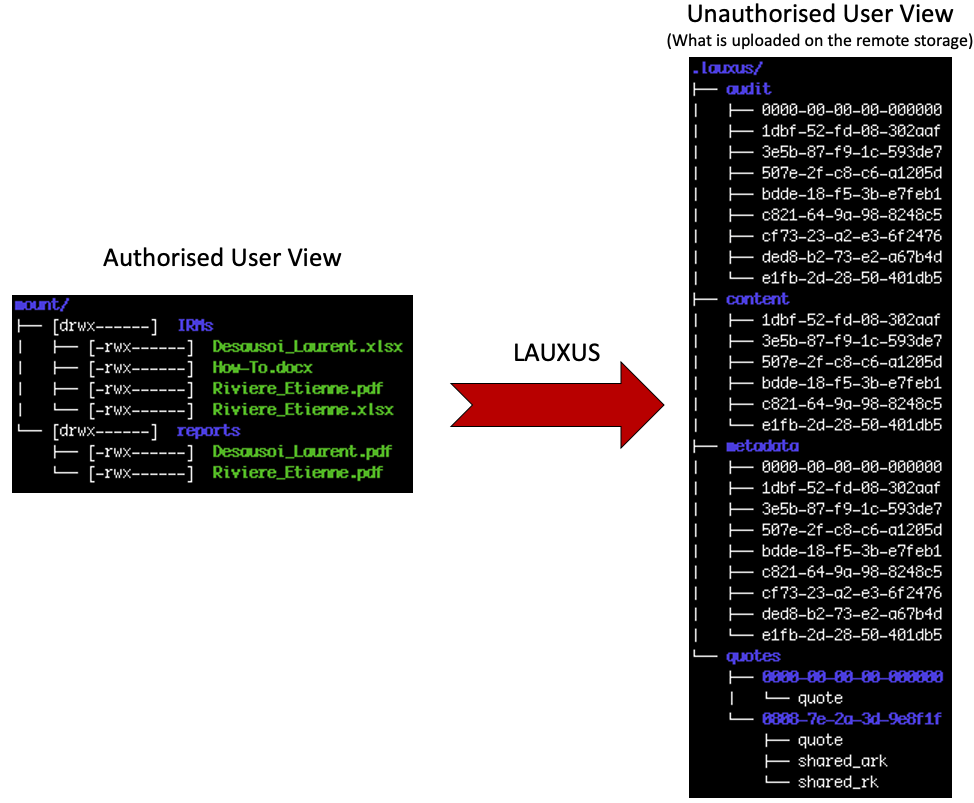 Unauthorised User View
(What is uploaded on the remote storage)
Authorised User View
mount/
├── [drwx------]  IRMs
│   ├── [-rwx------]  Desausoi_Laurent.xlsx
│   ├── [-rwx------]  How-To.docx
│   ├── [-rwx------]  Riviere_Etienne.pdf
│   └── [-rwx------]  Riviere_Etienne.xlsx
└── [drwx------]  reports
    ├── [-rwx------]  Desausoi_Laurent.pdf
    └── [-rwx------]  Riviere_Etienne.pdf
LAUXUS
.lauxus/
├── audit
│   ├── 0000-00-00-00-000000
│   ├── 1dbf-52-fd-08-302aaf
│   ├── 3e5b-87-f9-1c-593de7
│   ├── 507e-2f-c8-c6-a1205d
│   ├── bdde-18-f5-3b-e7feb1
│   ├── c821-64-9a-98-8248c5
│   ├── cf73-23-a2-e3-6f2476
│   ├── ded8-b2-73-e2-a67b4d
│   └── e1fb-2d-28-50-401db5
├── content
│   ├── 1dbf-52-fd-08-302aaf
│   ├── 3e5b-87-f9-1c-593de7
│   ├── 507e-2f-c8-c6-a1205d
│   ├── bdde-18-f5-3b-e7feb1
│   ├── c821-64-9a-98-8248c5
│   └── e1fb-2d-28-50-401db5
├── metadata
│   ├── 0000-00-00-00-000000
│   ├── 1dbf-52-fd-08-302aaf
│   ├── 3e5b-87-f9-1c-593de7
│   ├── 507e-2f-c8-c6-a1205d
│   ├── bdde-18-f5-3b-e7feb1
│   ├── c821-64-9a-98-8248c5
│   ├── cf73-23-a2-e3-6f2476
│   ├── ded8-b2-73-e2-a67b4d
│   └── e1fb-2d-28-50-401db5
└── quotes
    ├── 0000-00-00-00-000000
    │   └── quote
    └── 0808-7e-2a-3d-9e8f1f
        ├── quote
        ├── shared_ark
        └── shared_rk